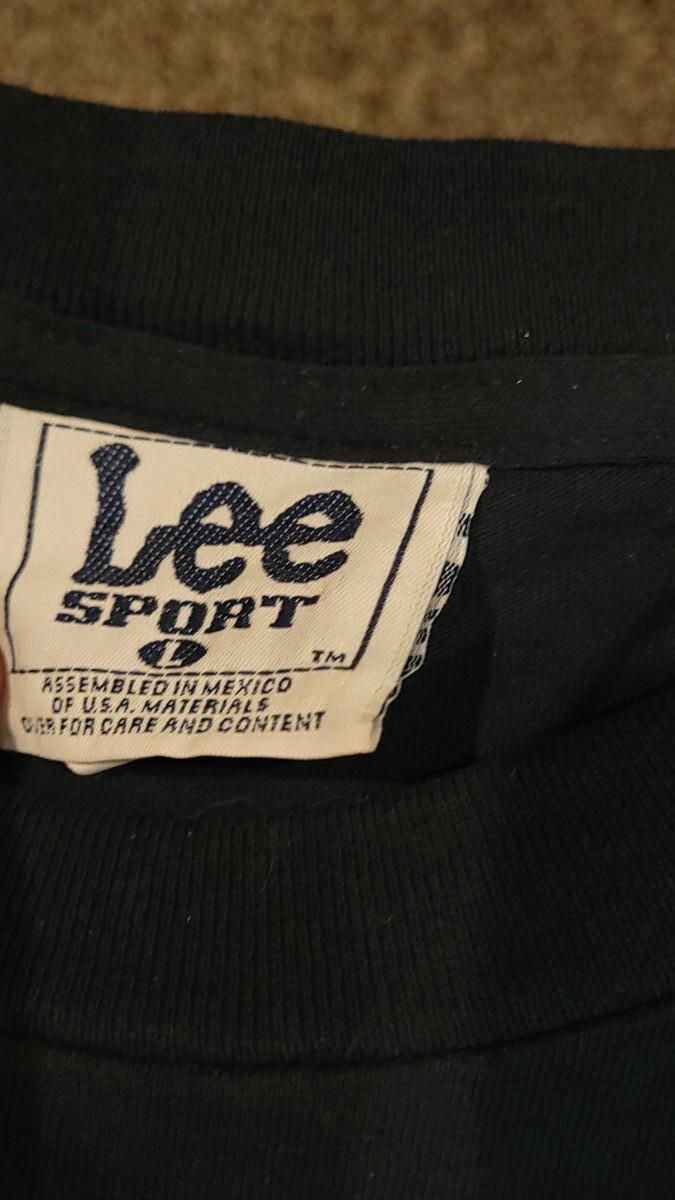 Lee
SPORT
L
TM
ASSEMBLED IN MEXICO
OF U.S.A. MATERIALS
OVER FOR CARE AND CONTENT